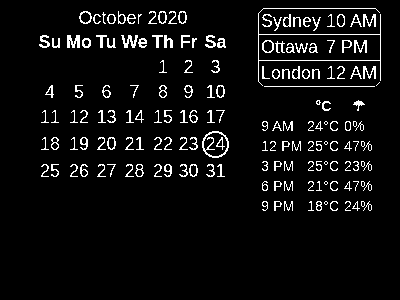 October 2020
Su Mo Tu We Th Fr Sa
1 2 3
4 5 6 7 8 9 10
11 12 13 14 15 16 17
18 19 20 21 22 23 24
25 26 27 28 29 30 31
Sydney 10 AM
Ottawa 7 PM
London 12 AM
°C ☂
9 AM 24°C 0%
12 PM 25°C 47%
3 PM 25°C 23%
6 PM 21°C 47%
9 PM 18°C 24%